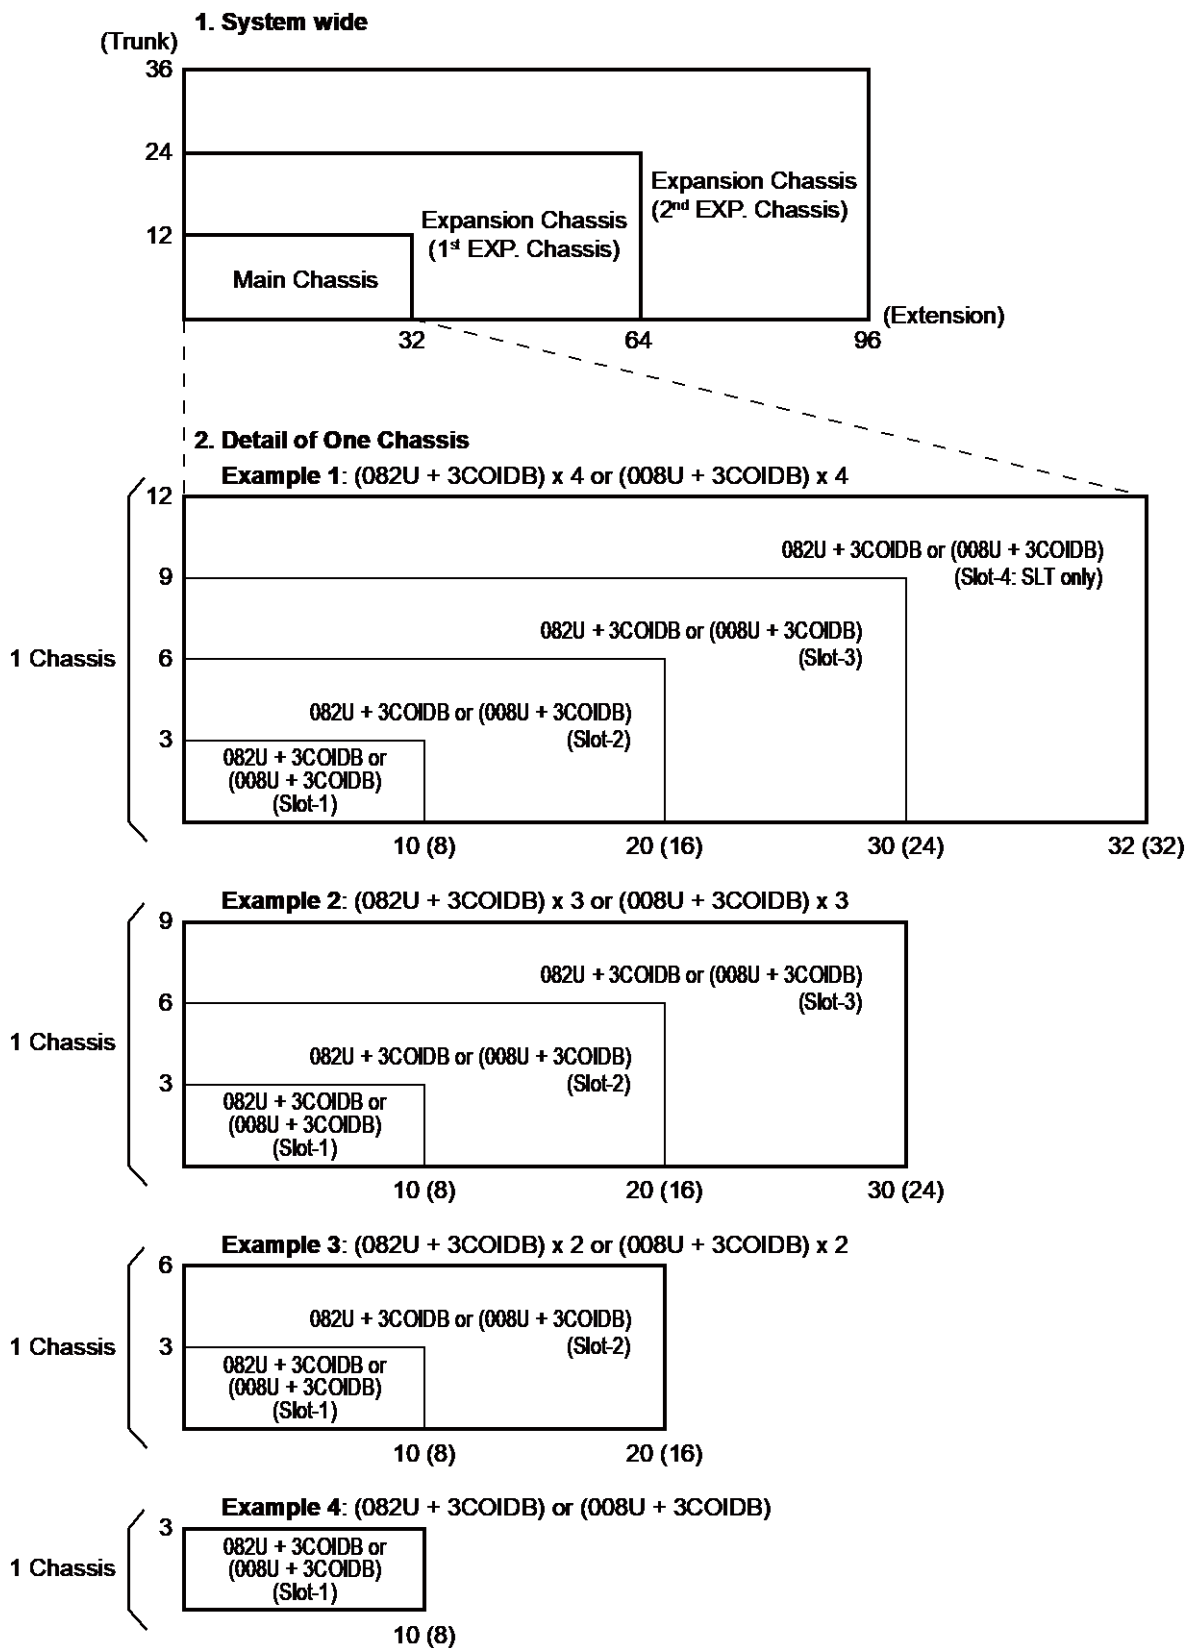 1. System wide
(Trunk)
36
24
12
Expansion Chassis
(2nd EXP. Chassis)
Expansion Chassis
(1st EXP. Chassis)
Main Chassis
(Extension)
32
64
96
2. Detail of One Chassis
Example 1: (082U + 3COIDB) x 4 or (008U + 3COIDB) x 4
12
082U + 3COIDB or (008U + 3COIDB)
(Slot-4: SLT only)
9
082U + 3COIDB or (008U + 3COIDB)
(Slot-3)
1 Chassis
6
082U + 3COIDB or (008U + 3COIDB)
(Slot-2)
3
082U + 3COIDB or
(008U + 3COIDB)
(Slot-1)
10 (8)
20 (16)
30 (24)
32 (32)
Example 2: (082U + 3COIDB) x 3 or (008U + 3COIDB) x 3
9
082U + 3COIDB or (008U + 3COIDB)
(Slot-3)
6
1 Chassis
082U + 3COIDB or (008U + 3COIDB)
(Slot-2)
3
082U + 3COIDB or
(008U + 3COIDB)
(Slot-1)
10 (8)
20 (16)
30 (24)
Example 3: (082U + 3COIDB) x 2 or (008U + 3COIDB) x 2
6
082U + 3COIDB or (008U + 3COIDB)
(Slot-2)
1 Chassis
3
082U + 3COIDB or
(008U + 3COIDB)
(Slot-1)
10 (8)
20 (16)
Example 4: (082U + 3COIDB) or (008U + 3COIDB)
3
082U + 3COIDB or
(008U + 3COIDB)
(Slot-1)
1 Chassis
10 (8)